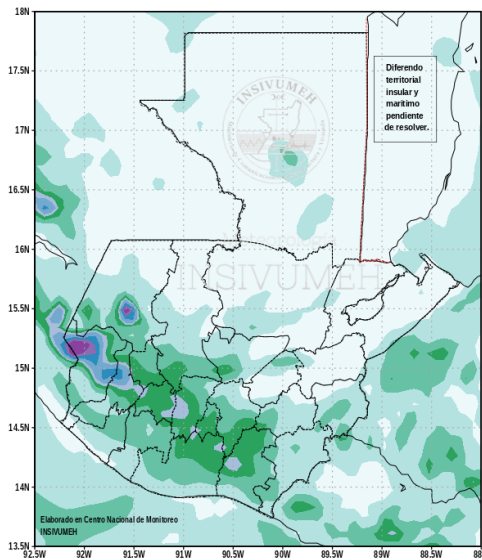 18N
17.5N
17N
16.5N
16N
15.5N
15N
14.5N
14N
13.5N
Diferendo
territorial
insular y
maritimo
pendiente
de resolver.
INSIVUMEH
INSIVUMEH
Elaborado en Centro Nacional de Monitoreo
INSIVUMEH
92.5W 92W 91.5W 91W 90.5W 90W 89.5W 89W 88.5W